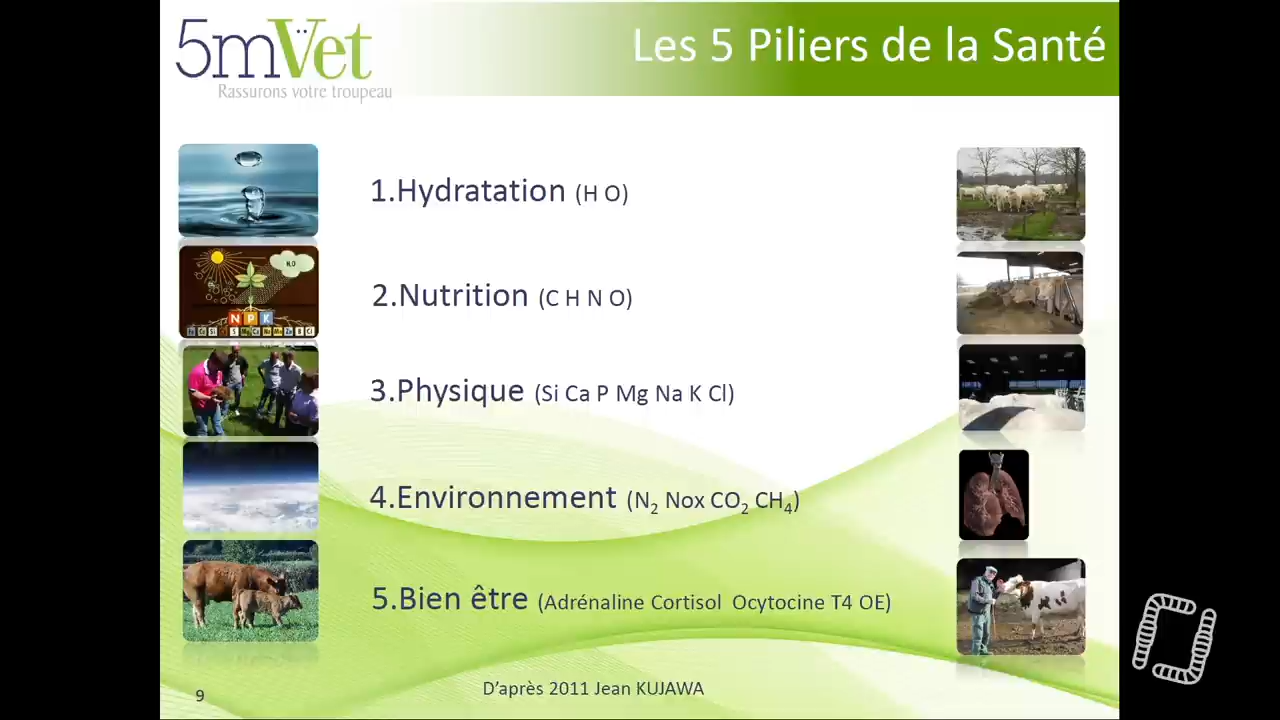 5mVet
Rassurons votre troupeau
Les 5 Piliers de la Santé
1.Hydratation (H O)
2.Nutrition (C H N O)
N P K
3.Physique (Si Ca P Mg Na K Cl)
4.Environnement (N₂ Nox CO₂ CH₄)
5.Bien être (Adrénaline Cortisol Ocytocine T4 OE)
9
D'après 2011 Jean KUJAWA